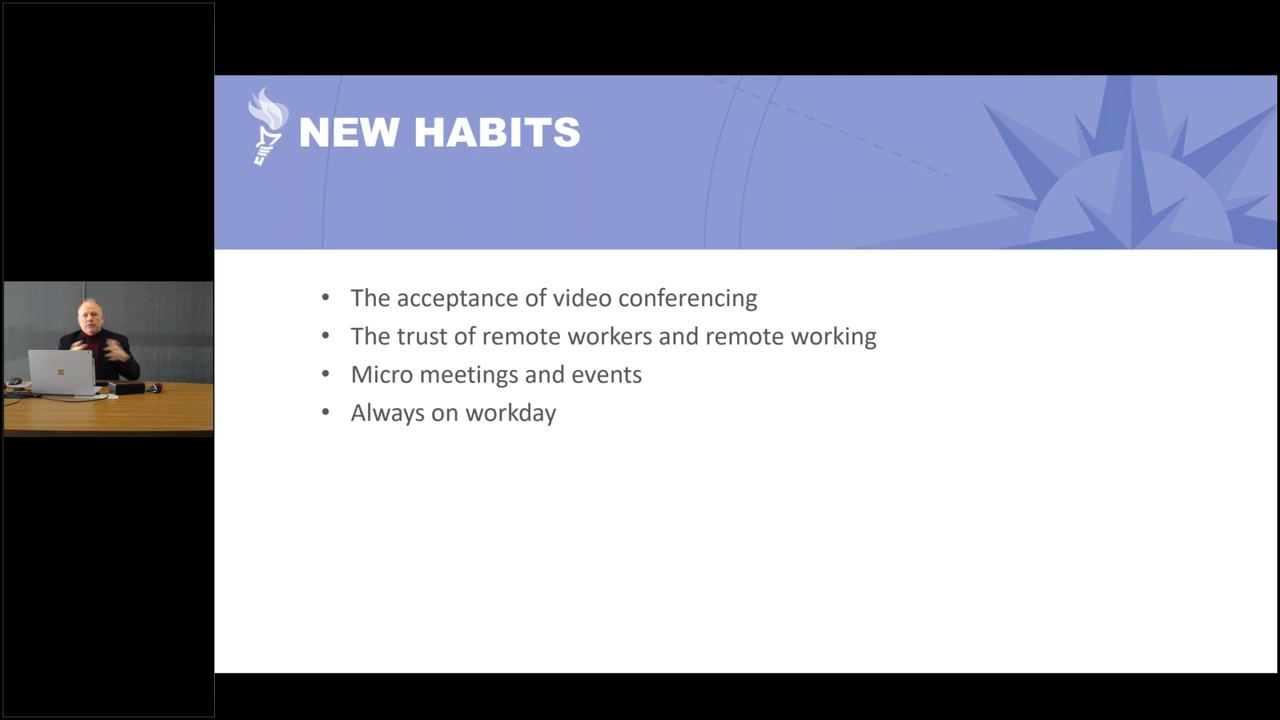 NEW HABITS
• The acceptance of video conferencing
• The trust of remote workers and remote working
• Micro meetings and events
• Always on workday